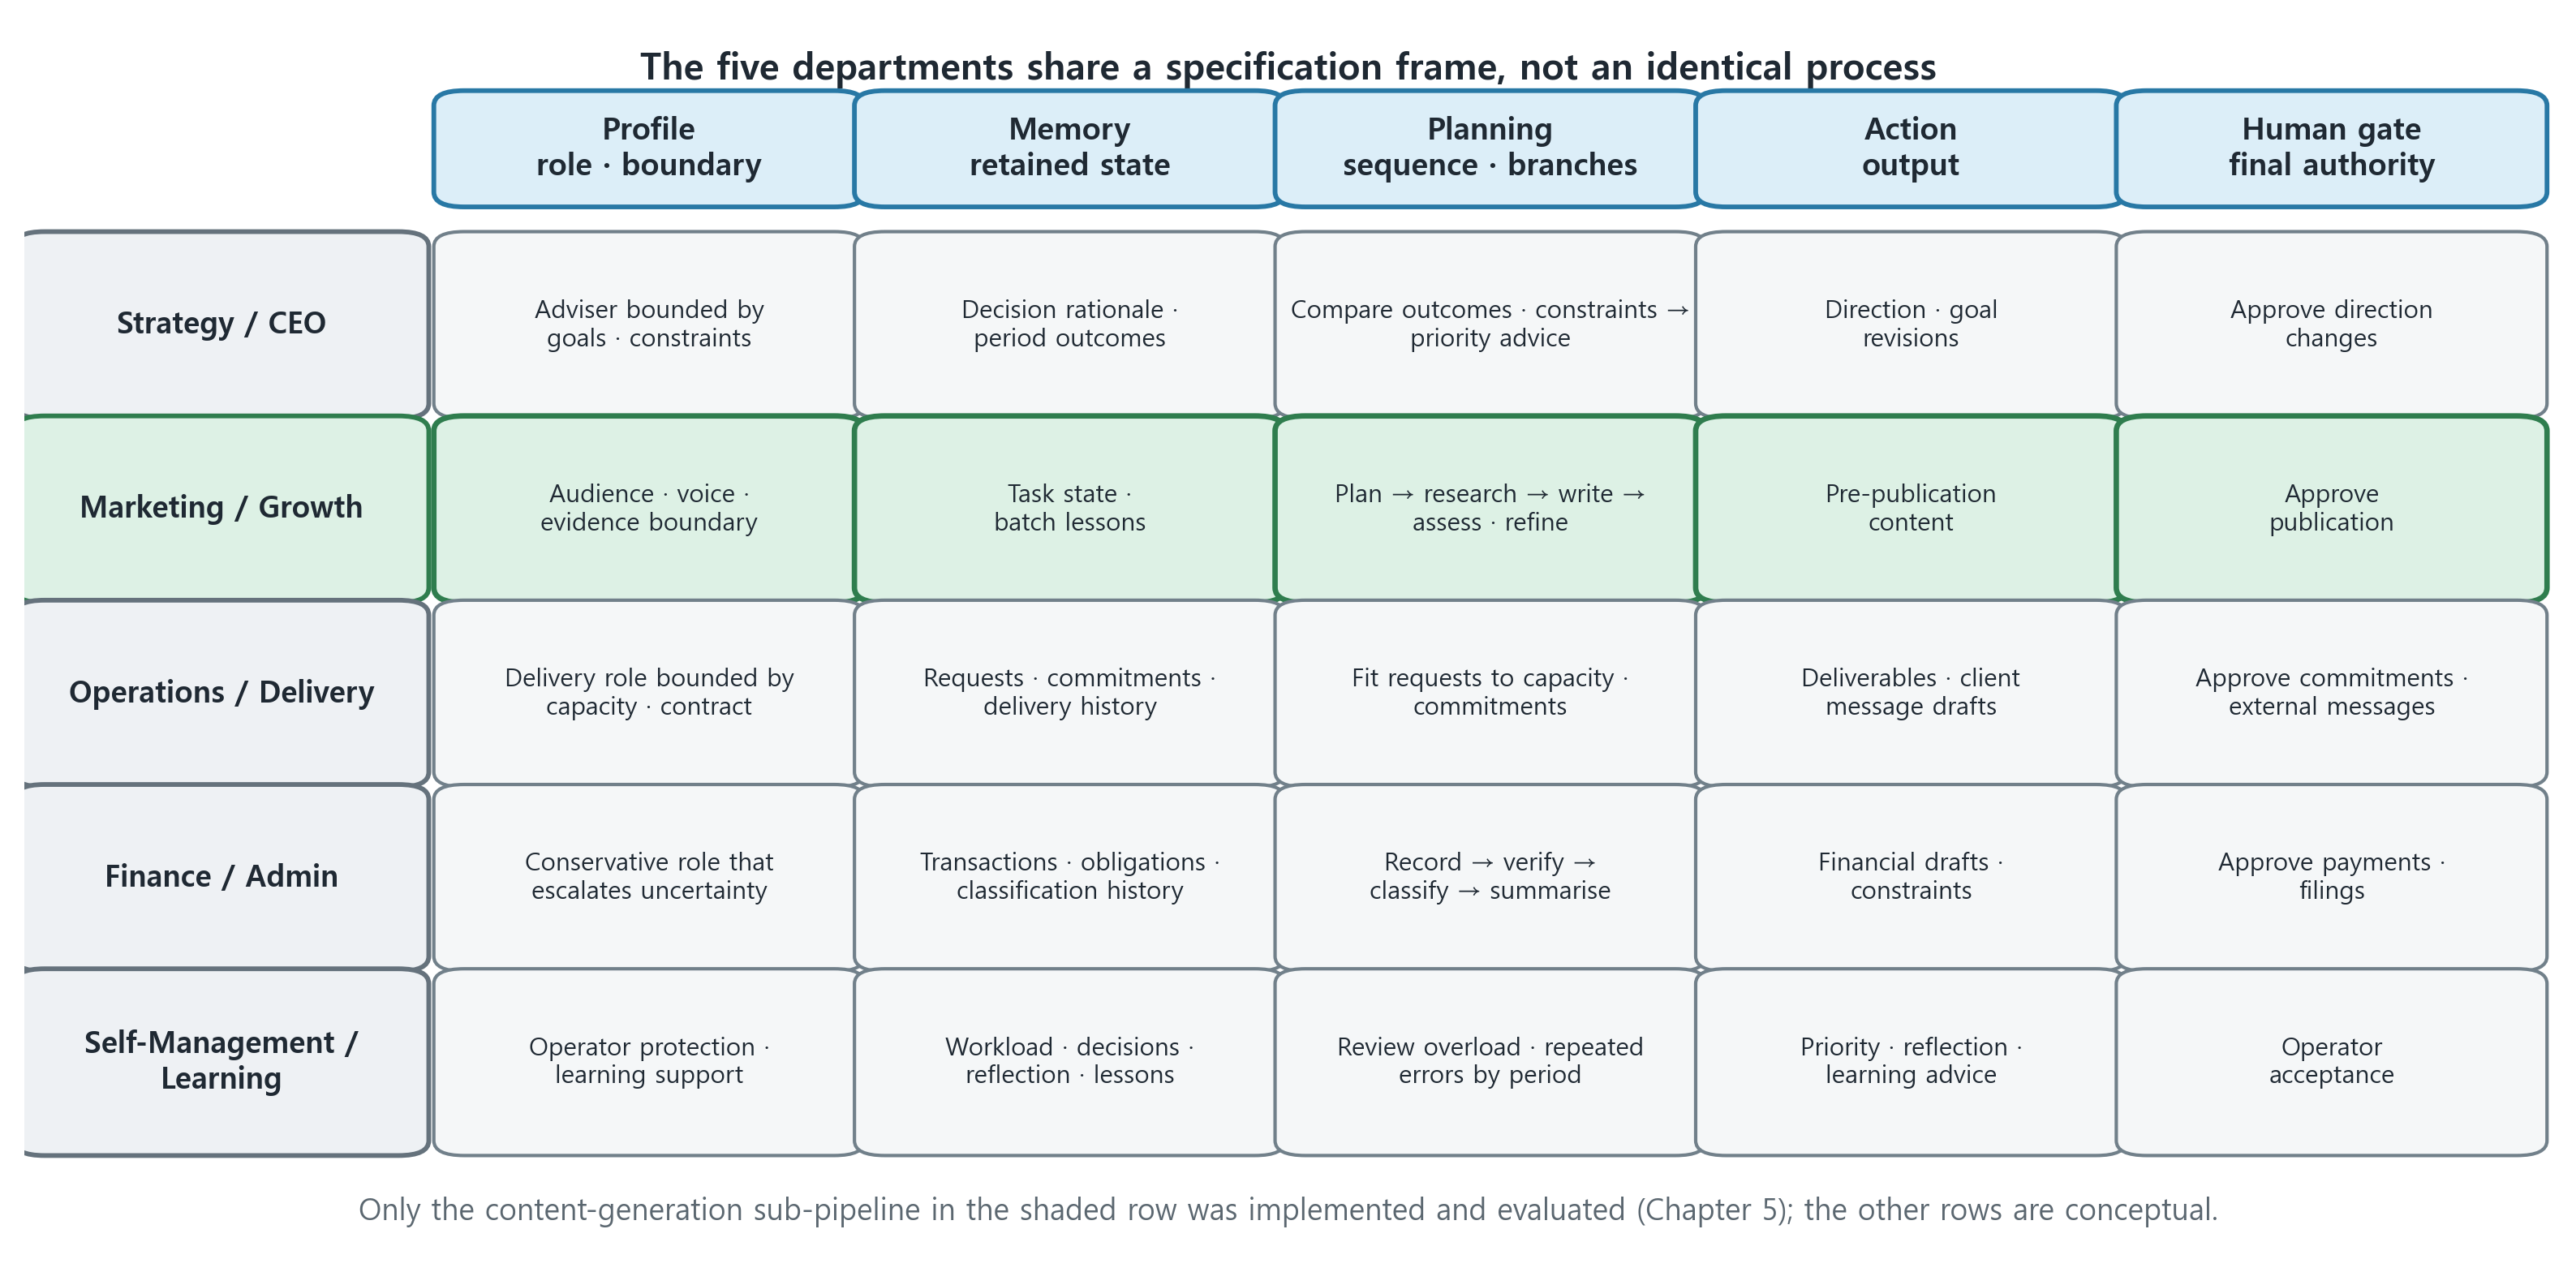 The five departments share a specification frame, not an identical process
Profile
role · boundary
Memory
retained state
Planning
sequence · branches
Action
output
Human gate
final authority
Strategy / CEO
Adviser bounded by
goals · constraints
Decision rationale ·
period outcomes
Compare outcomes · constraints →
priority advice
Direction · goal
revisions
Approve direction
changes
Marketing / Growth
Audience · voice ·
evidence boundary
Task state ·
batch lessons
Plan → research → write →
assess · refine
Pre-publication
content
Approve
publication
Operations / Delivery
Delivery role bounded by
capacity · contract
Requests · commitments ·
delivery history
Fit requests to capacity ·
commitments
Deliverables · client
message drafts
Approve commitments ·
external messages
Finance / Admin
Conservative role that
escalates uncertainty
Transactions · obligations ·
classification history
Record → verify →
classify → summarise
Financial drafts ·
constraints
Approve payments ·
filings
Self-Management /
Learning
Operator protection ·
learning support
Workload · decisions ·
reflection · lessons
Review overload · repeated
errors by period
Priority · reflection ·
learning advice
Operator
acceptance
Only the content-generation sub-pipeline in the shaded row was implemented and evaluated (Chapter 5); the other rows are conceptual.